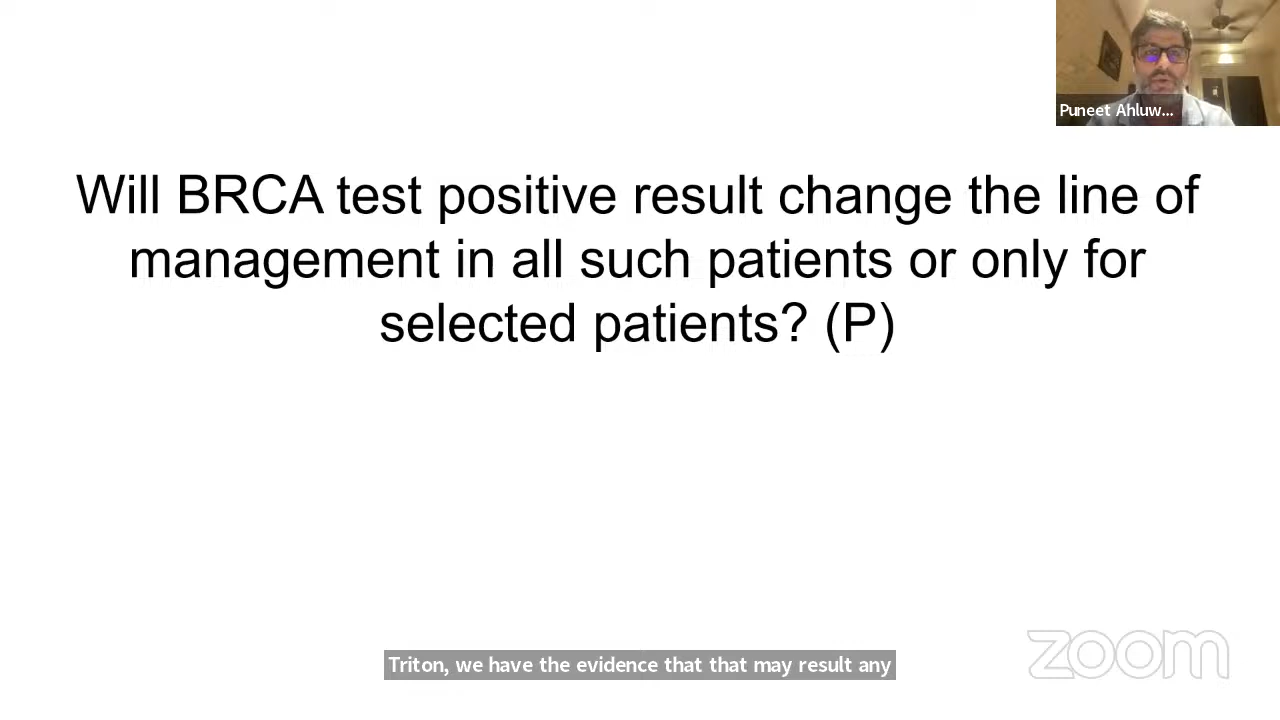 Puneet Ahluw...
Will BRCA test positive result change the line of
management in all such patients or only for
selected patients? (P)
Triton, we have the evidence that that may result any
zoom